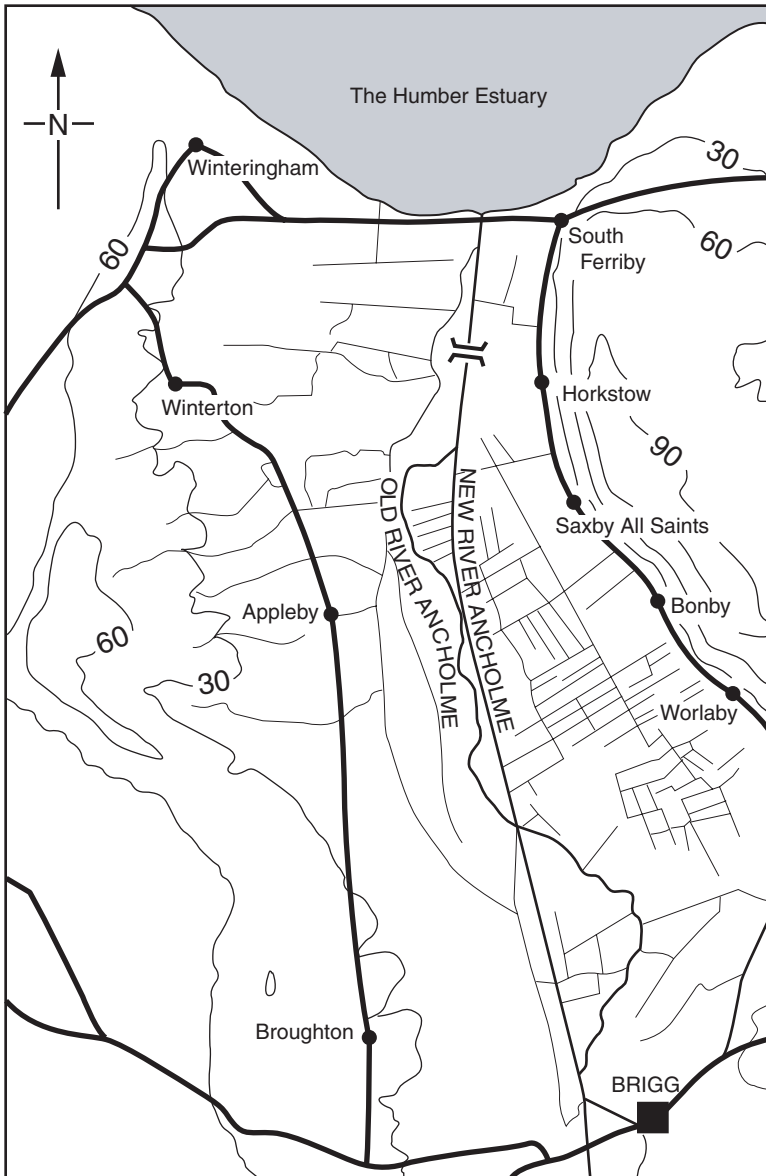 The Humber Estuary
N
Winteringham
30
60
South
Ferriby
60
Horkstow
Winterton
90
OLD RIVER ANCHOLME
NEW RIVER ANCHOLME
Saxby All Saints
Appleby
Bonby
60
30
Worlaby
Broughton
BRIGG